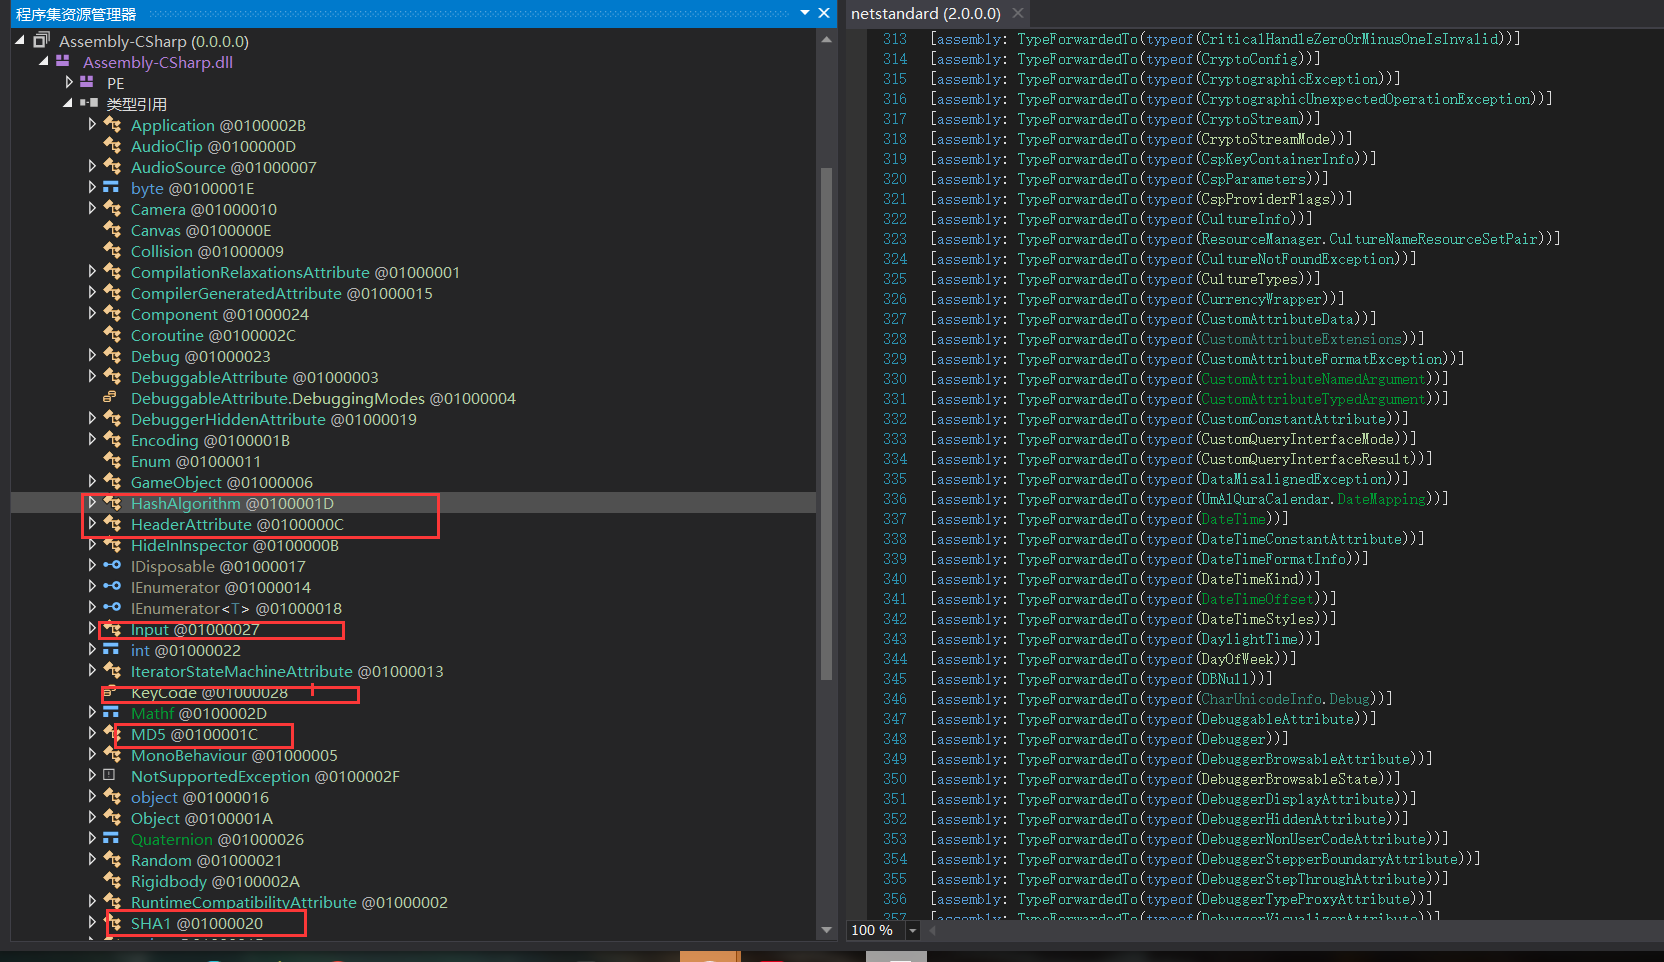 程序集资源管理器
Assembly-CSharp (0.0.0.0)
Assembly-CSharp.dll
PE
类型引用
Application @0100002B
AudioClip @0100000D
AudioSource @01000007
byte @0100001E
Camera @01000010
Canvas @0100000E
Collision @01000009
CompilationRelaxationsAttribute @01000001
CompilerGeneratedAttribute @01000015
Component @01000024
Coroutine @0100002C
Debug @01000023
DebuggableAttribute @01000003
DebuggableAttribute.DebuggingModes @01000004
DebuggerHiddenAttribute @01000019
Encoding @0100001B
Enum @01000011
GameObject @01000006
HashAlgorithm @0100001D
HeaderAttribute @0100000C
HideInInspector @0100000B
IDisposable @01000017
IEnumerator @01000014
IEnumerator<T> @01000018
Input @01000027
int @01000022
IteratorStateMachineAttribute @01000013
KeyCode @01000028
Mathf @0100002D
MD5 @0100001C
MonoBehaviour @01000005
NotSupportedException @0100002F
object @01000016
Object @0100001A
Quaternion @01000026
Random @01000021
Rigidbody @0100002A
RuntimeCompatibilityAttribute @01000002
SHA1 @01000020
netstandard (2.0.0.0)
313 [assembly: TypeForwardedTo(typeof(CriticalHandleZeroOrMinusOneIsInvalid))]
314 [assembly: TypeForwardedTo(typeof(CryptoConfig))]
315 [assembly: TypeForwardedTo(typeof(CryptographicException))]
316 [assembly: TypeForwardedTo(typeof(CryptographicUnexpectedOperationException))]
317 [assembly: TypeForwardedTo(typeof(CryptoStream))]
318 [assembly: TypeForwardedTo(typeof(CryptoStreamMode))]
319 [assembly: TypeForwardedTo(typeof(CspKeyContainerInfo))]
320 [assembly: TypeForwardedTo(typeof(CspParameters))]
321 [assembly: TypeForwardedTo(typeof(CspProviderFlags))]
322 [assembly: TypeForwardedTo(typeof(CultureInfo))]
323 [assembly: TypeForwardedTo(typeof(ResourceManager.CultureNameResourceSetPair))]
324 [assembly: TypeForwardedTo(typeof(CultureNotFoundException))]
325 [assembly: TypeForwardedTo(typeof(CultureTypes))]
326 [assembly: TypeForwardedTo(typeof(CurrencyWrapper))]
327 [assembly: TypeForwardedTo(typeof(CustomAttributeData))]
328 [assembly: TypeForwardedTo(typeof(CustomAttributeExtensions))]
329 [assembly: TypeForwardedTo(typeof(CustomAttributeFormatException))]
330 [assembly: TypeForwardedTo(typeof(CustomAttributeNamedArgument))]
331 [assembly: TypeForwardedTo(typeof(CustomAttributeTypedArgument))]
332 [assembly: TypeForwardedTo(typeof(CustomConstantAttribute))]
333 [assembly: TypeForwardedTo(typeof(CustomQueryInterfaceMode))]
334 [assembly: TypeForwardedTo(typeof(CustomQueryInterfaceResult))]
335 [assembly: TypeForwardedTo(typeof(DataMisalignedException))]
336 [assembly: TypeForwardedTo(typeof(UmAlQuraCalendar.DateMapping))]
337 [assembly: TypeForwardedTo(typeof(DateTime))]
338 [assembly: TypeForwardedTo(typeof(DateTimeConstantAttribute))]
339 [assembly: TypeForwardedTo(typeof(DateTimeFormatInfo))]
340 [assembly: TypeForwardedTo(typeof(DateTimeKind))]
341 [assembly: TypeForwardedTo(typeof(DateTimeOffset))]
342 [assembly: TypeForwardedTo(typeof(DateTimeStyles))]
343 [assembly: TypeForwardedTo(typeof(DaylightTime))]
344 [assembly: TypeForwardedTo(typeof(DayOfWeek))]
345 [assembly: TypeForwardedTo(typeof(DBNull))]
346 [assembly: TypeForwardedTo(typeof(CharUnicodeInfo.Debug))]
347 [assembly: TypeForwardedTo(typeof(DebuggableAttribute))]
348 [assembly: TypeForwardedTo(typeof(Debugger))]
349 [assembly: TypeForwardedTo(typeof(DebuggerBrowsableAttribute))]
350 [assembly: TypeForwardedTo(typeof(DebuggerBrowsableState))]
351 [assembly: TypeForwardedTo(typeof(DebuggerDisplayAttribute))]
352 [assembly: TypeForwardedTo(typeof(DebuggerHiddenAttribute))]
353 [assembly: TypeForwardedTo(typeof(DebuggerNonUserCodeAttribute))]
354 [assembly: TypeForwardedTo(typeof(DebuggerStepperBoundaryAttribute))]
355 [assembly: TypeForwardedTo(typeof(DebuggerStepThroughAttribute))]
356 [assembly: TypeForwardedTo(typeof(DebuggerTypeProxyAttribute))]
357 [assembly: TypeForwardedTo(typeof(DebuggerVisualizerAttribute))]
100 %